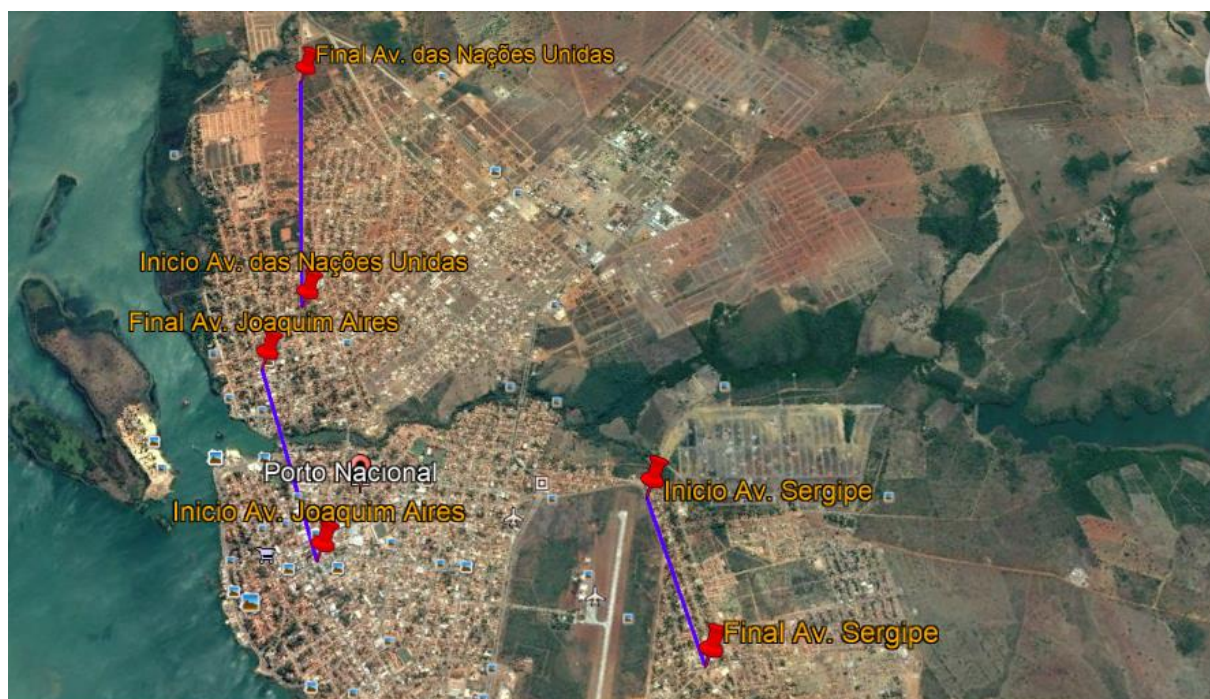 Final Av. das Nações Unidas
Inicio Av. das Nações Unidas
Final Av. Joaquim Aires
Porto Nacional
Inicio Av. Sergipe
Inicio Av. Joaquim Aires
Final Av. Sergipe